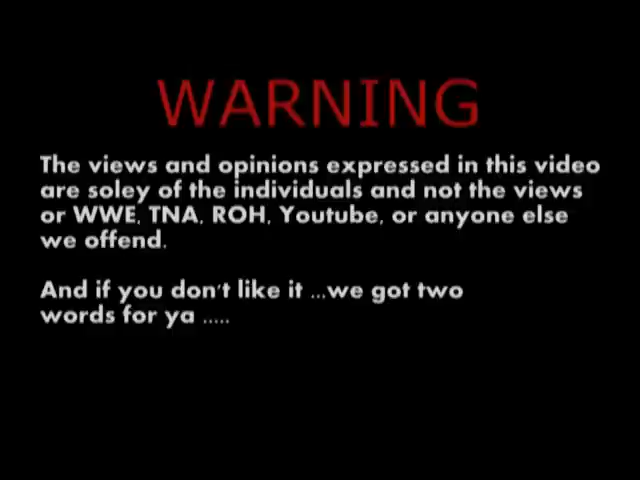 WARNING
The views and opinions expressed in this video
are soley of the individuals and not the views
or WWE, TNA, ROH, Youtube, or anyone else
we offend.
And if you don't like it ...we got two
words for ya .....